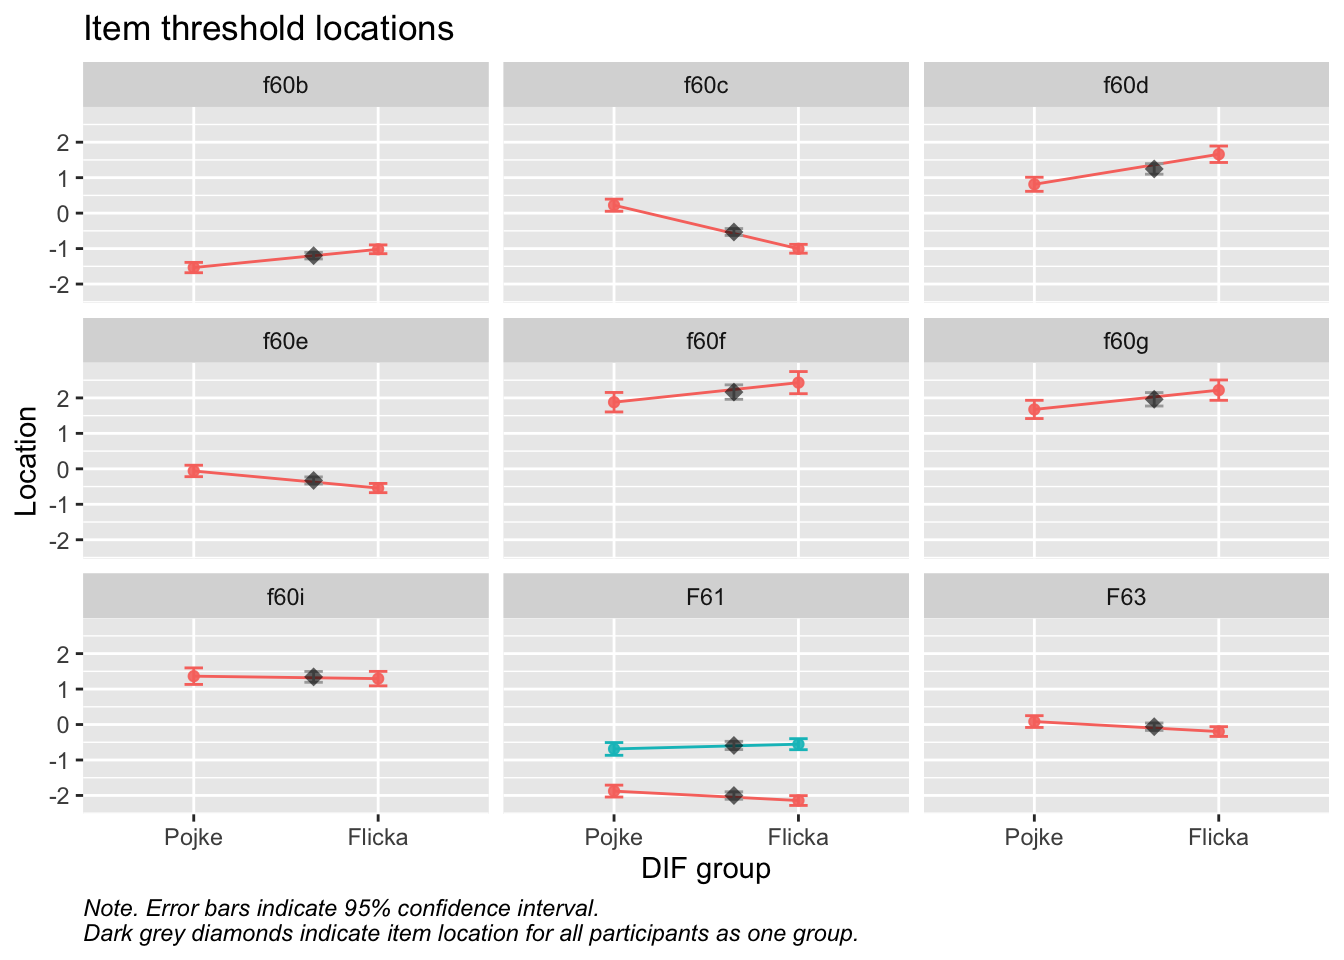 Item threshold locations
f60b
f60c
f60d
2
1
0
-1
-2
f60e
f60f
f60g
2
1
0
-1
-2
Location
f60i
F61
F63
2
1
0
-1
-2
Pojke
Flicka
Pojke
Flicka
Pojke
Flicka
DIF group
Note. Error bars indicate 95% confidence interval.
Dark grey diamonds indicate item location for all participants as one group.